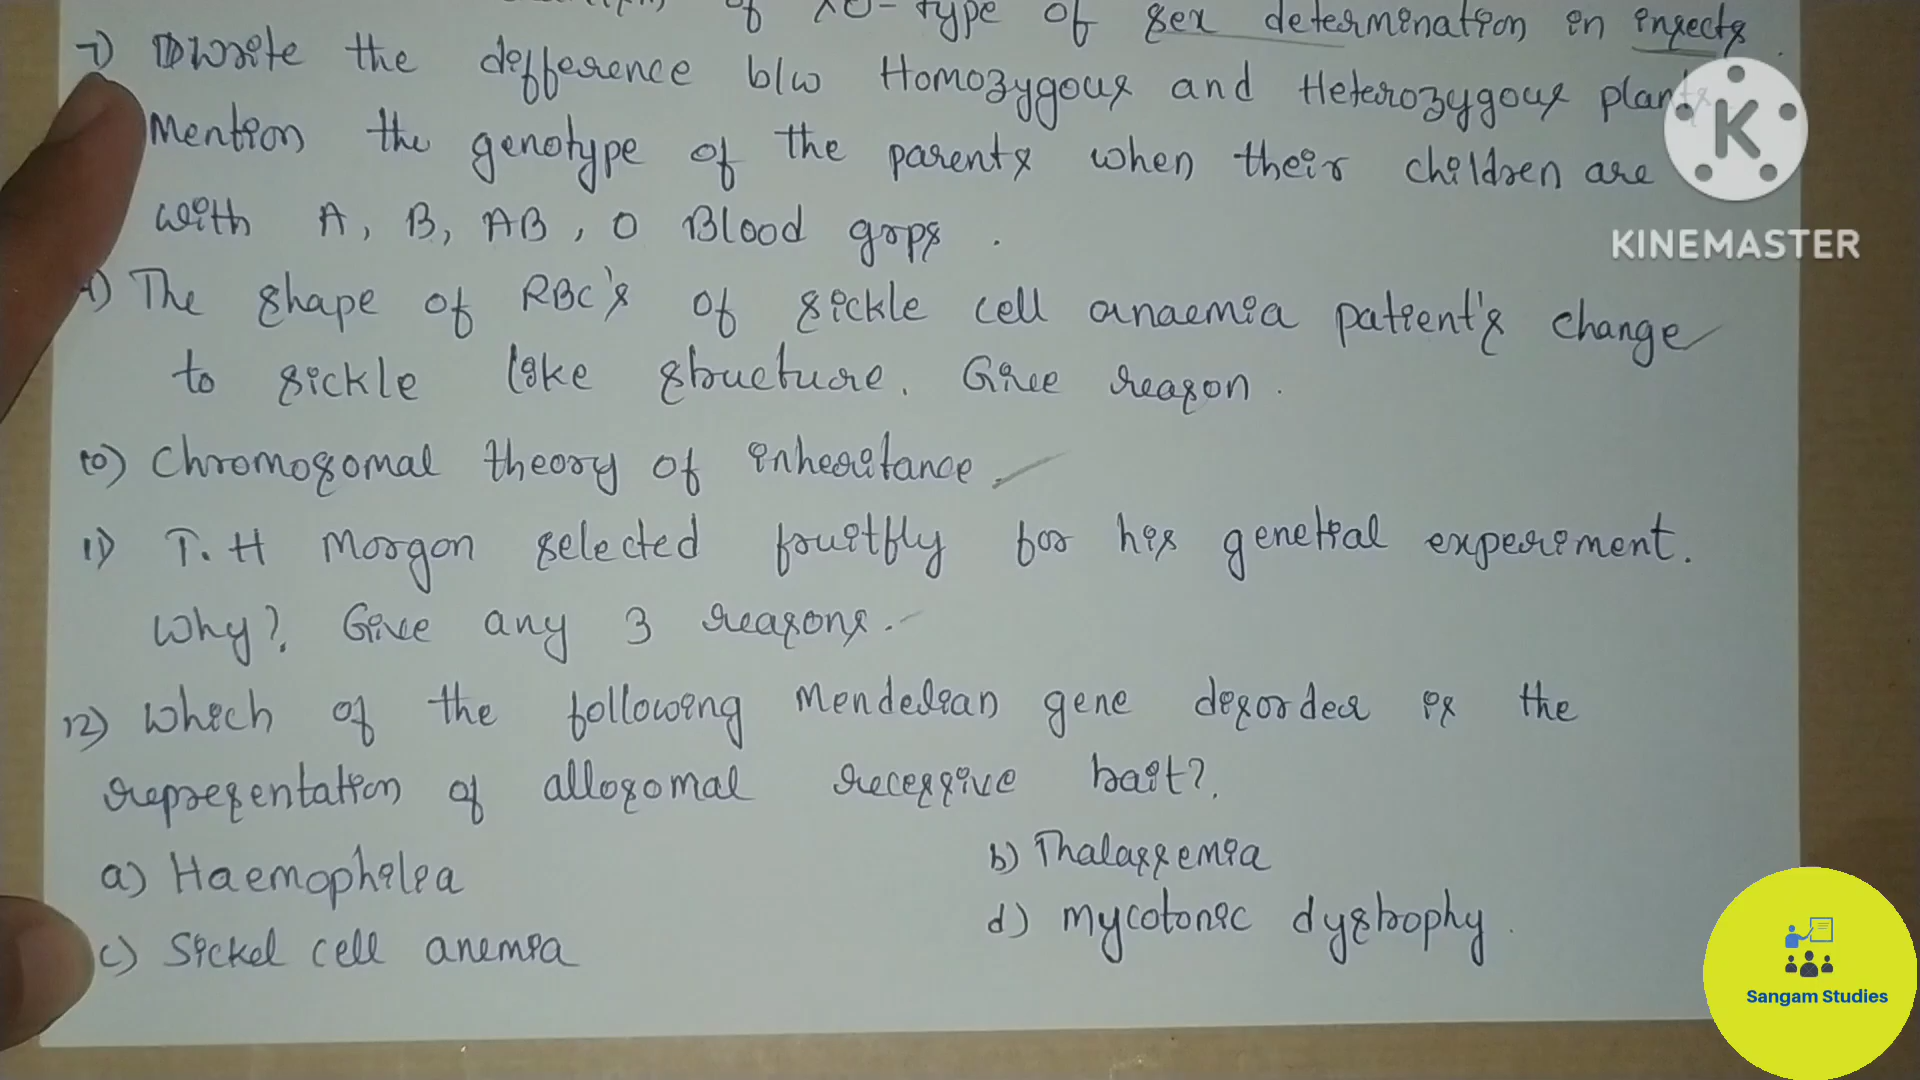 of XO-type of sex determination in insects.
7) 1) Write the difference b/w Homozygous and Heterozygous plants
Mention the genotype of the parents when their children are
with A, B, AB, O Blood grps.
The shape of RBC's of sickle cell anaemia patient's change
to sickle like structure. Give reason.
10) Chromosomal theory of inheritance
11) T.H Morgon selected fruitfly for his genetial experiment.
Why?. Give any 3 reasons.
12) Which of the following Mendelian gene disorder is the
representation of allosomal recessive trait?.
a) Haemophilia
b) Thalassemia
c) Sickel cell anemia
d) Mycotonic dystrophy.
K
KINEMASTER
Sangam Studies